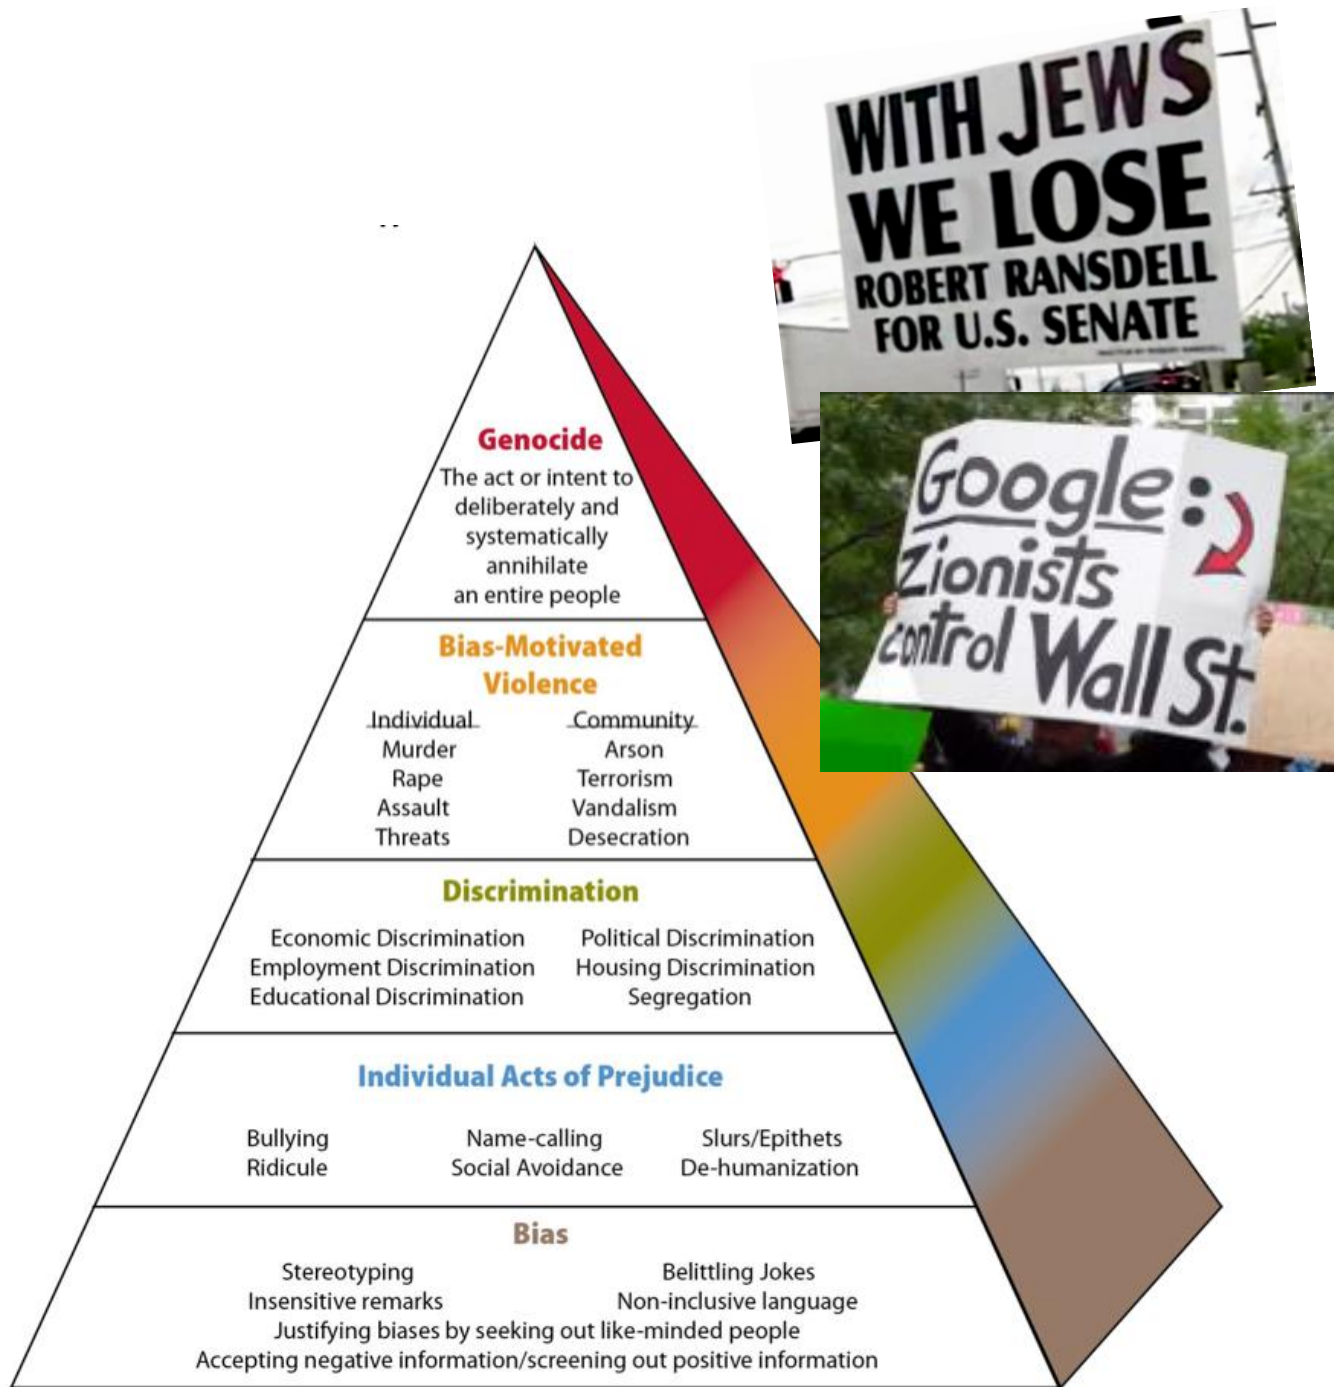 WITH JEWS
WE LOSE
ROBERT RANSDELL
FOR U.S. SENATE
Google:
Zionists
control Wall St.
Genocide
The act or intent to
deliberately and
systematically
annihilate
an entire people
Bias-Motivated
Violence
Individual Community
Murder Arson
Rape Terrorism
Assault Vandalism
Threats Desecration
Discrimination
Economic Discrimination Political Discrimination
Employment Discrimination Housing Discrimination
Educational Discrimination Segregation
Individual Acts of Prejudice
Bullying Name-calling Slurs/Epithets
Ridicule Social Avoidance De-humanization
Bias
Stereotyping Belittling Jokes
Insensitive remarks Non-inclusive language
Justifying biases by seeking out like-minded people
Accepting negative information/screening out positive information